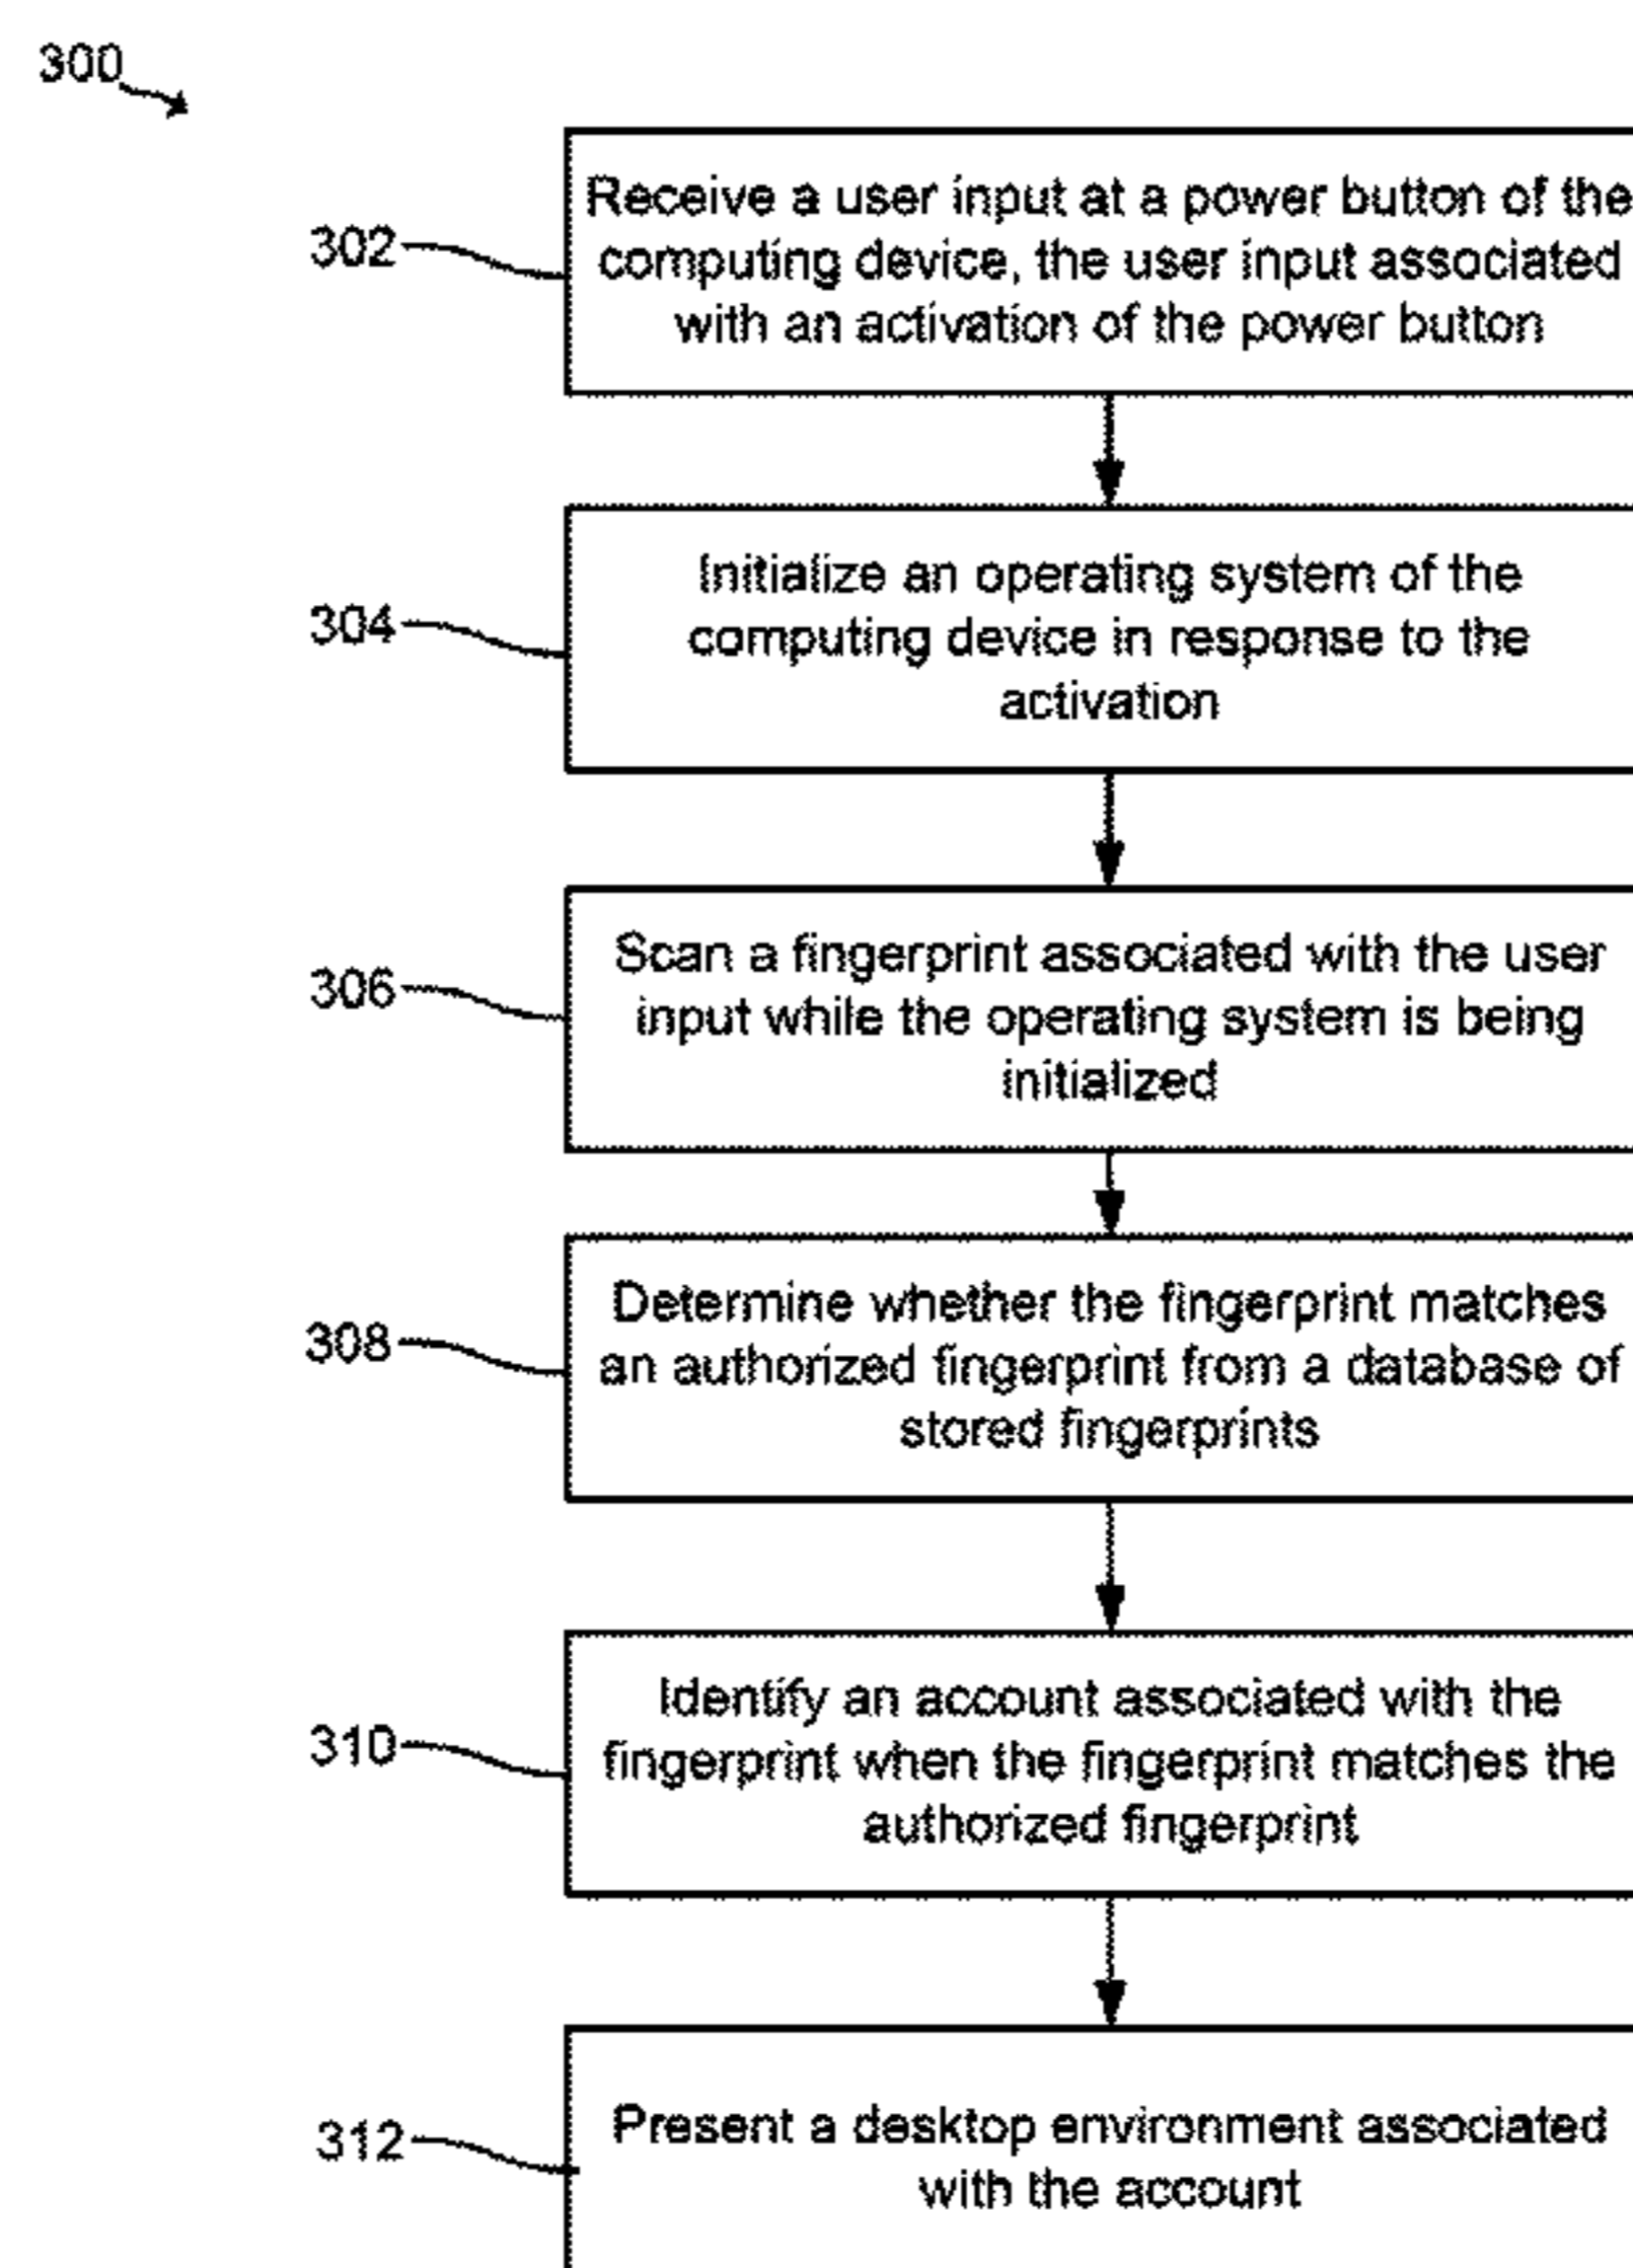 300
302
Receive a user input at a power button of the
computing device, the user input associated
with an activation of the power button
304
Initialize an operating system of the
computing device in response to the
activation
306
Scan a fingerprint associated with the user
input while the operating system is being
initialized
308
Determine whether the fingerprint matches
an authorized fingerprint from a database of
stored fingerprints
310
Identify an account associated with the
fingerprint when the fingerprint matches the
authorized fingerprint
312
Present a desktop environment associated
with the account